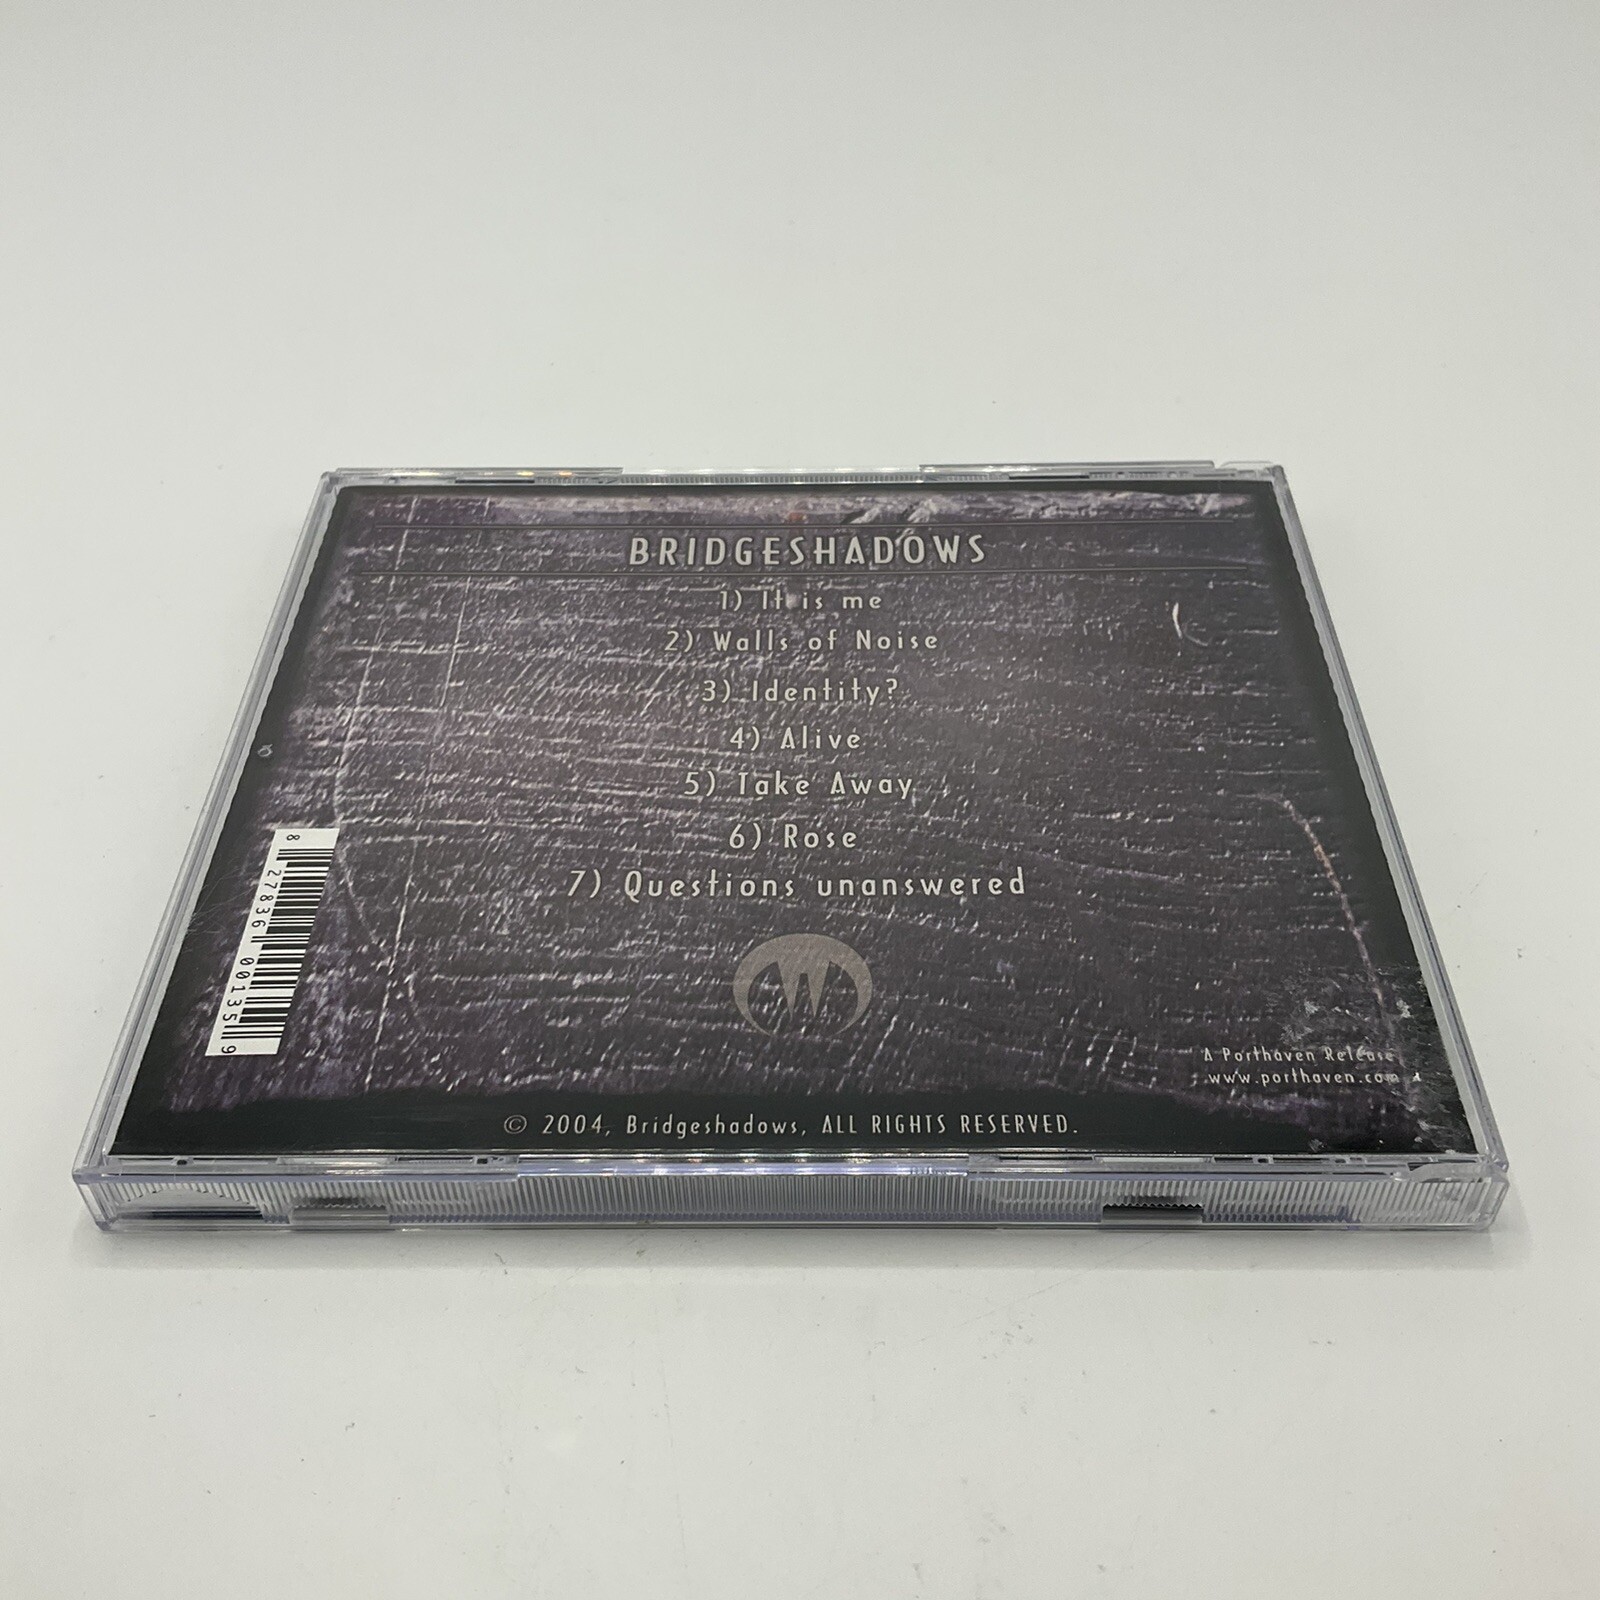 BRIDGESHADOWS
1) It is me
2) Walls of Noise
3) Identity?
4) Alive
5) Take Away
6) Rose
7) Questions unanswered
8 27836 00135 9
A Porthaven Release
www.porthaven.com
© 2004, Bridgeshadows, ALL RIGHTS RESERVED.